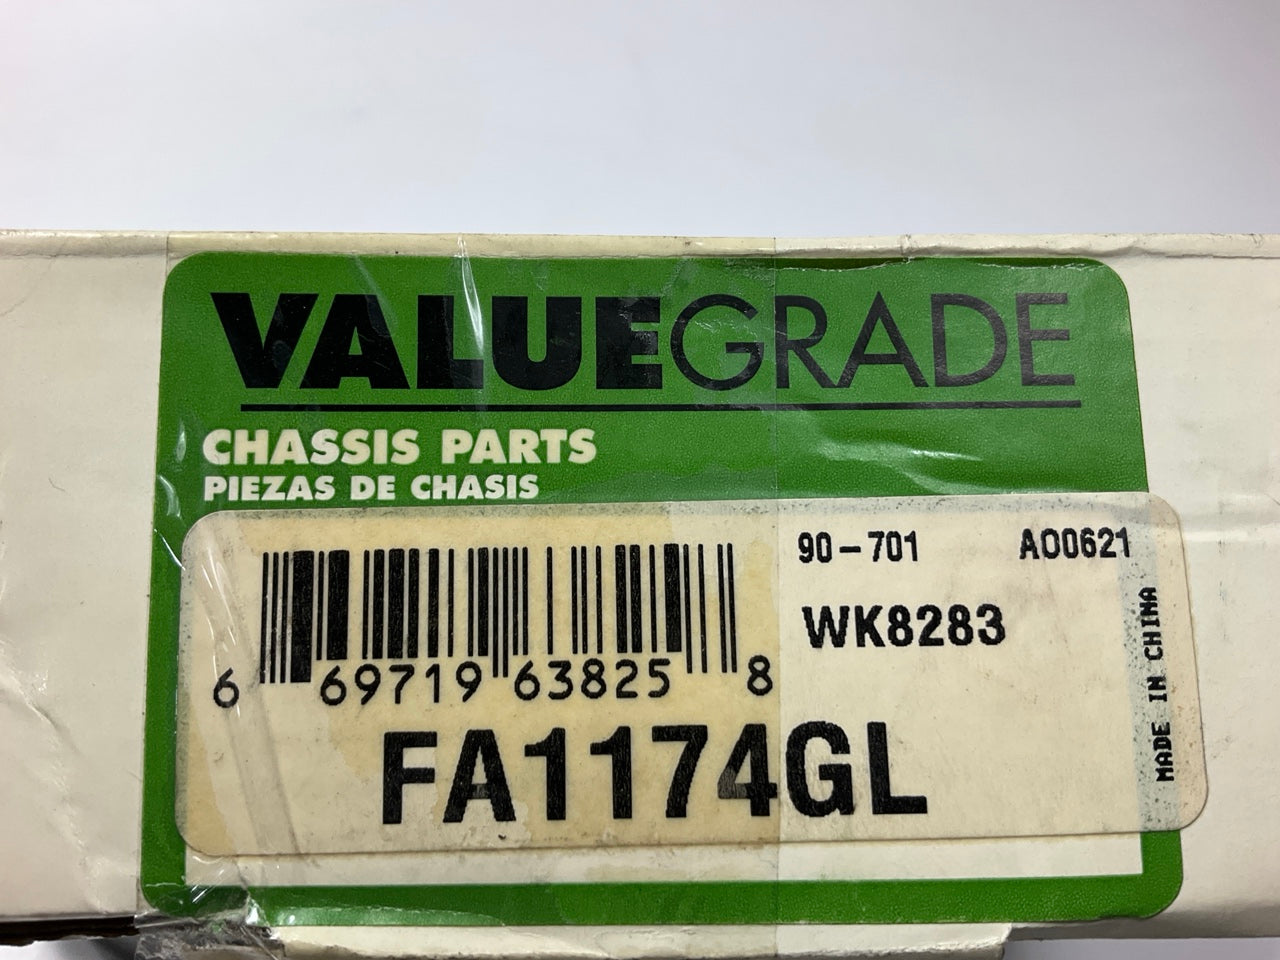 VALUEGRADE
CHASSIS PARTS
PIEZAS DE CHASIS
90-701 A00621
WK8283
6 69719 63825 8
FA1174GL
MADE IN CHINA